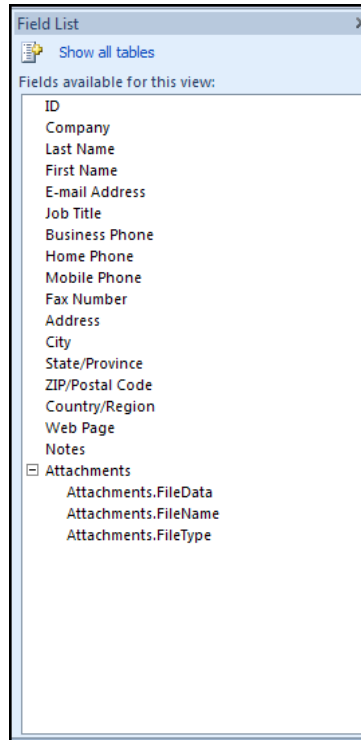 Field List
Show all tables
Fields available for this view:
ID
Company
Last Name
First Name
E-mail Address
Job Title
Business Phone
Home Phone
Mobile Phone
Fax Number
Address
City
State/Province
ZIP/Postal Code
Country/Region
Web Page
Notes
Attachments
Attachments.FileData
Attachments.FileName
Attachments.FileType